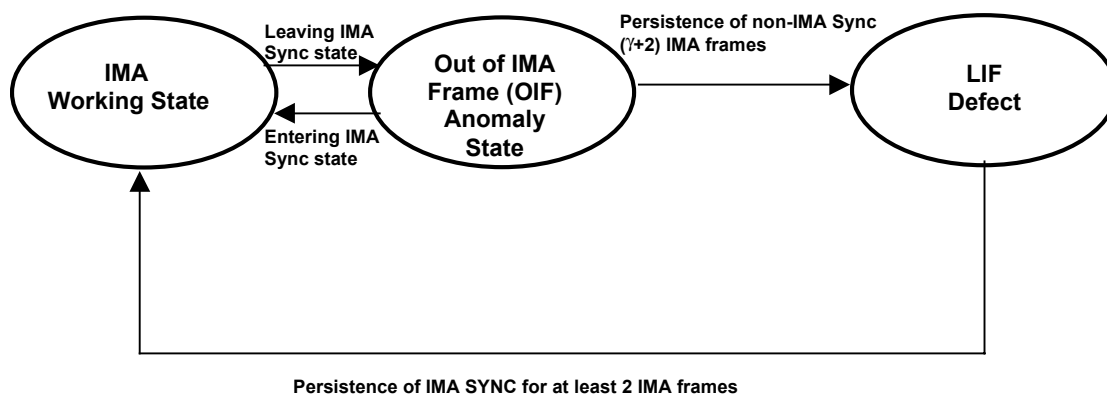 Leaving IMA
Sync state
Persistence of non-IMA Sync
(γ+2) IMA frames
IMA
Working State
Out of IMA
Frame (OIF)
Anomaly
State
LIF
Defect
Entering IMA
Sync state
Persistence of IMA SYNC for at least 2 IMA frames